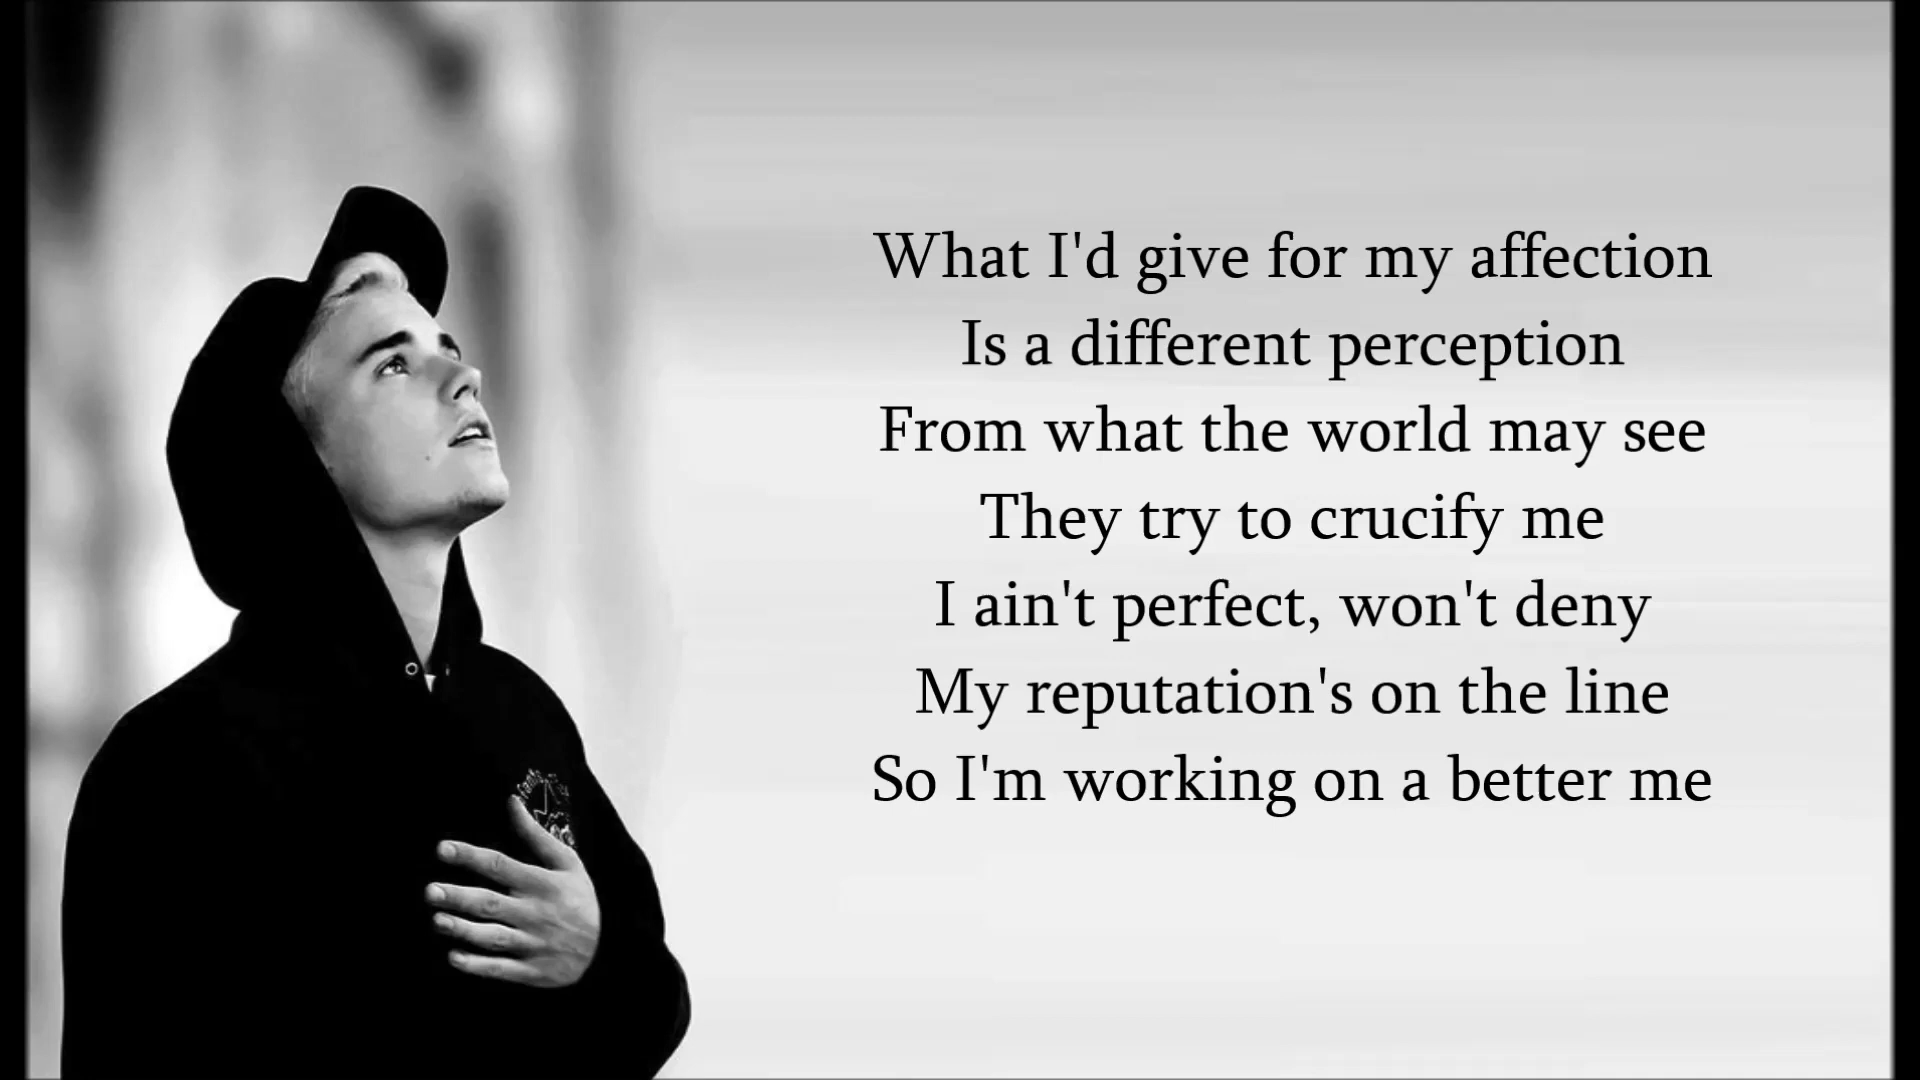 What I'd give for my affection
Is a different perception
From what the world may see
They try to crucify me
I ain't perfect, won't deny
My reputation's on the line
So I'm working on a better me